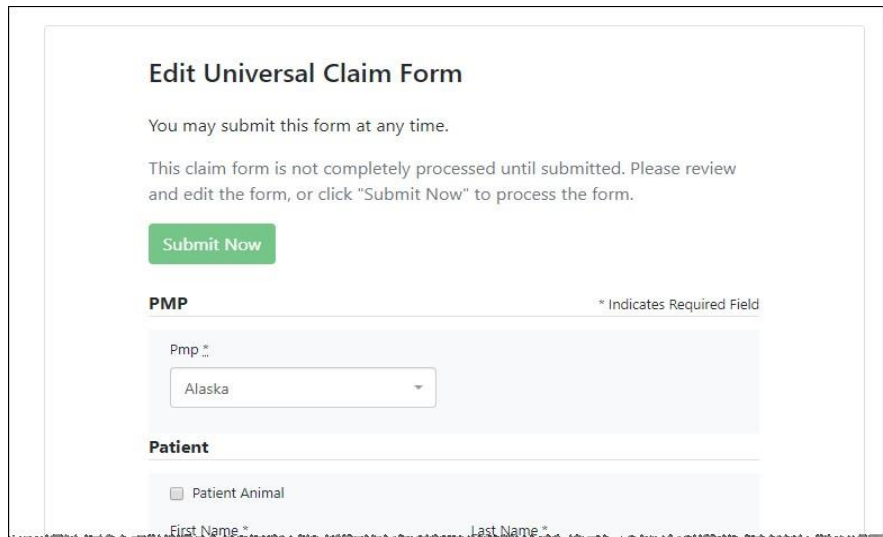 Edit Universal Claim Form
You may submit this form at any time.
This claim form is not completely processed until submitted. Please review
and edit the form, or click "Submit Now" to process the form.
Submit Now
PMP * Indicates Required Field
Pmp *
Alaska
Patient
Patient Animal
First Name * Last Name *